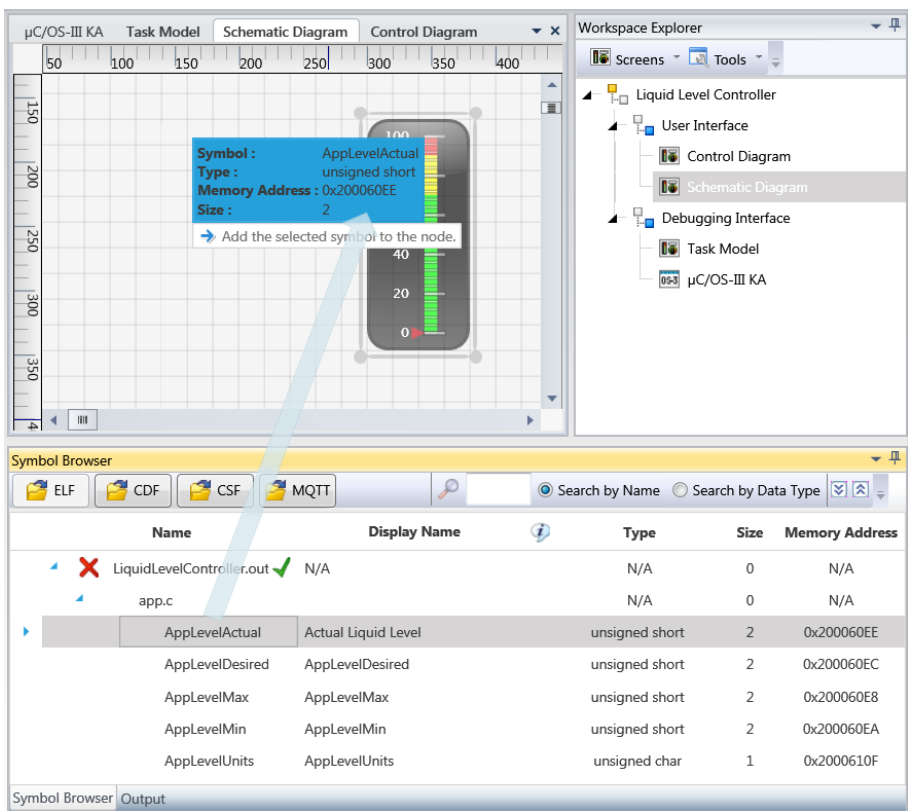 µC/OS-III KA Task Model Schematic Diagram Control Diagram
50 100 150 200 250 300 350 400
150
200
250
300
350
4
100
Symbol : AppLevelActual
Type : unsigned short
Memory Address : 0x200060EE
Size : 2
Add the selected symbol to the node.
40
20
0
Workspace Explorer
Screens Tools
Liquid Level Controller
User Interface
Control Diagram
Schematic Diagram
Debugging Interface
Task Model
OS-3 µC/OS-III KA
Symbol Browser
ELF CDF CSF MQTT Search by Name Search by Data Type
Name Display Name Type Size Memory Address
LiquidLevelController.out N/A N/A 0 N/A
app.c N/A 0 N/A
AppLevelActual Actual Liquid Level unsigned short 2 0x200060EE
AppLevelDesired AppLevelDesired unsigned short 2 0x200060EC
AppLevelMax AppLevelMax unsigned short 2 0x200060E8
AppLevelMin AppLevelMin unsigned short 2 0x200060EA
AppLevelUnits AppLevelUnits unsigned char 1 0x2000610F
Symbol Browser Output